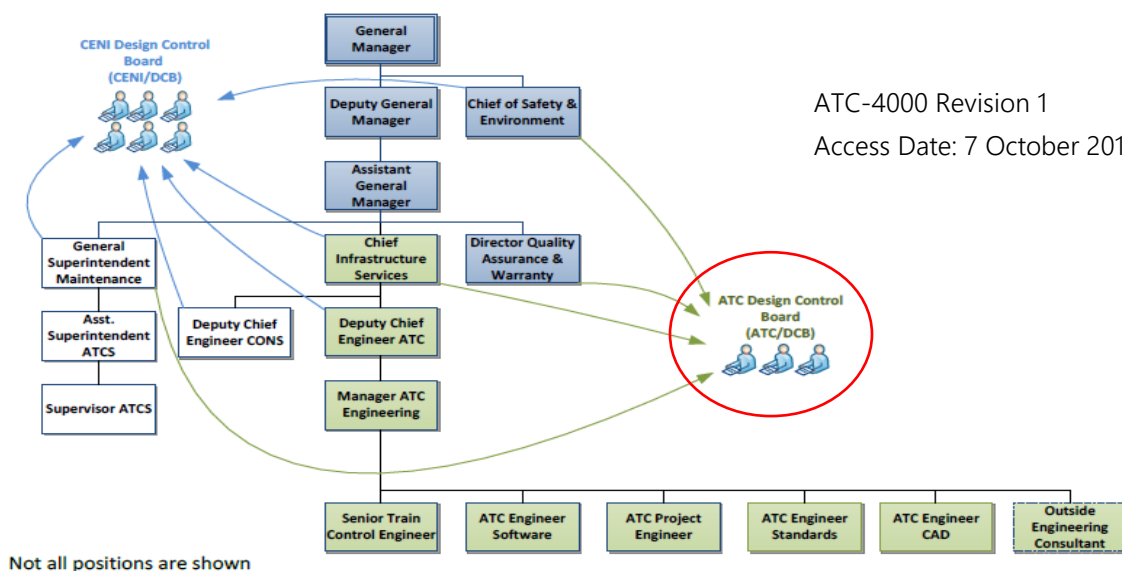 General
Manager
CENI Design Control
Board
(CENI/DCB)
Deputy General
Manager
Chief of Safety &
Environment
ATC-4000 Revision 1
Access Date: 7 October 201
Assistant
General
Manager
General
Superintendent
Maintenance
Chief
Infrastructure
Services
Director Quality
Assurance &
Warranty
ATC Design Control
Board
(ATC/DCB)
Asst.
Superintendent
ATCS
Deputy Chief
Engineer CONS
Deputy Chief
Engineer ATC
Supervisor ATCS
Manager ATC
Engineering
Senior Train
Control Engineer
ATC Engineer
Software
ATC Project
Engineer
ATC Engineer
Standards
ATC Engineer
CAD
Outside
Engineering
Consultant
Not all positions are shown